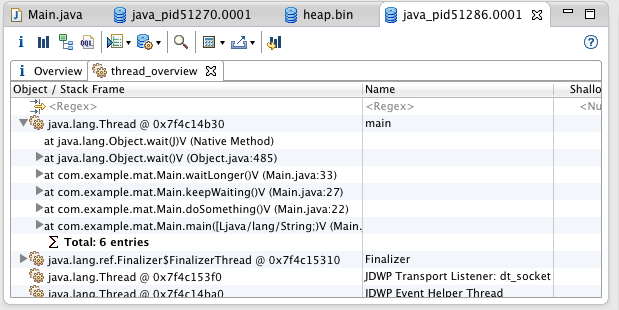 Main.java java_pid51270.0001 heap.bin java_pid51286.0001
i OQL ?
i Overview thread_overview
Object / Stack Frame Name Shallo
<Regex> <Regex> <Nu
java.lang.Thread @ 0x7f4c14b30 main
at java.lang.Object.wait(J)V (Native Method)
at java.lang.Object.wait()V (Object.java:485)
at com.example.mat.Main.waitLonger()V (Main.java:33)
at com.example.mat.Main.keepWaiting()V (Main.java:27)
at com.example.mat.Main.doSomething()V (Main.java:22)
at com.example.mat.Main.main([Ljava/lang/String;)V (Main.
Σ Total: 6 entries
java.lang.ref.Finalizer$FinalizerThread @ 0x7f4c15310 Finalizer
java.lang.Thread @ 0x7f4c153f0 JDWP Transport Listener: dt_socket
java.lang.Thread @ 0x7f4c14ba0 JDWP Event Helper Thread